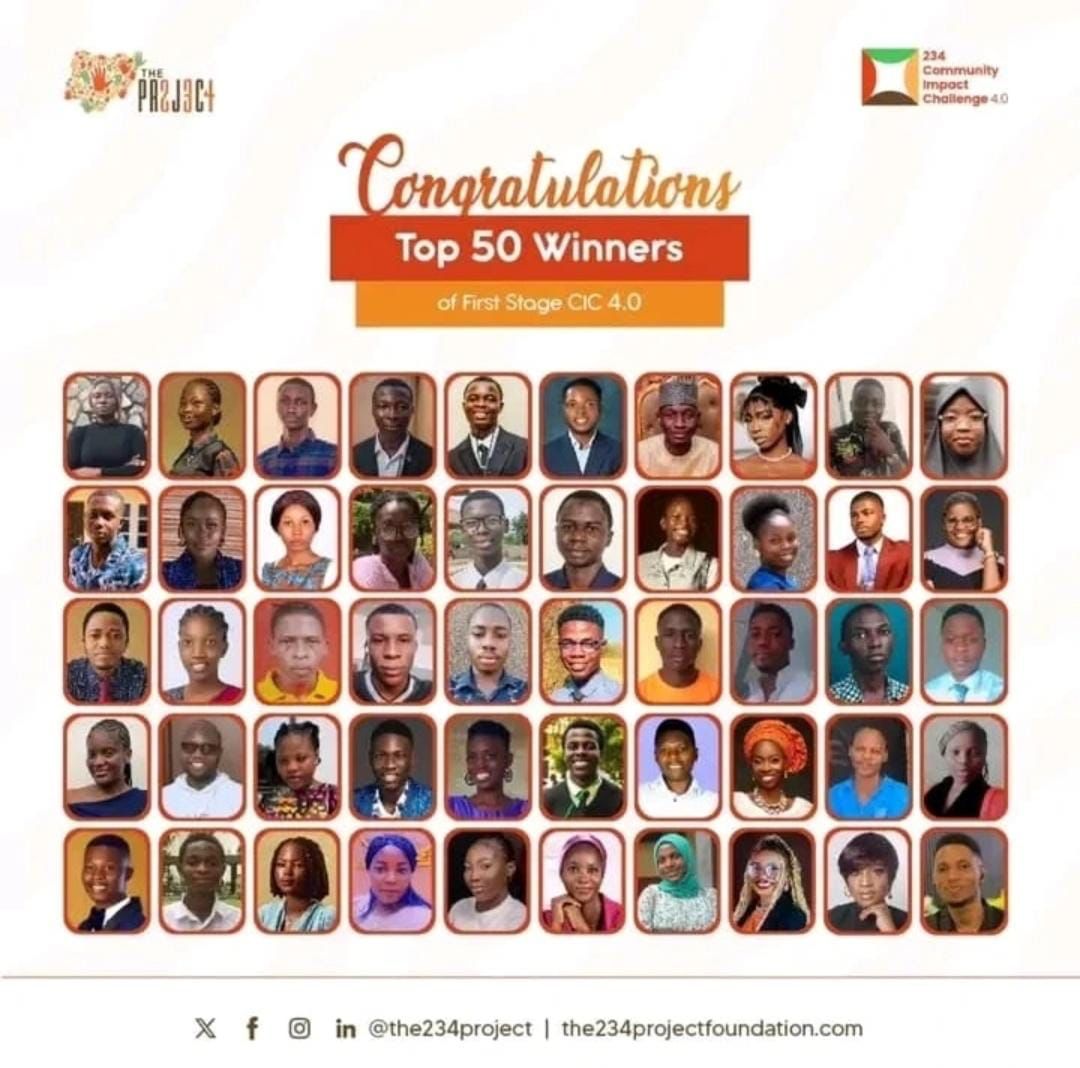 THE
PR2J3C4
234
Community
Impact
Challenge 4.0
Congratulations
Top 50 Winners
of First Stage CIC 4.0
@the234project | the234projectfoundation.com